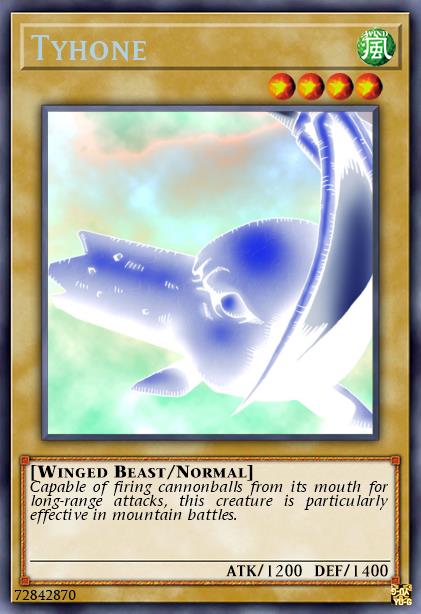 TYHONE
WIND
風
[WINGED BEAST/NORMAL]
Capable of firing cannonballs from its mouth for
long-range attacks, this creature is particularly
effective in mountain battles.
ATK/1200 DEF/1400
72842870